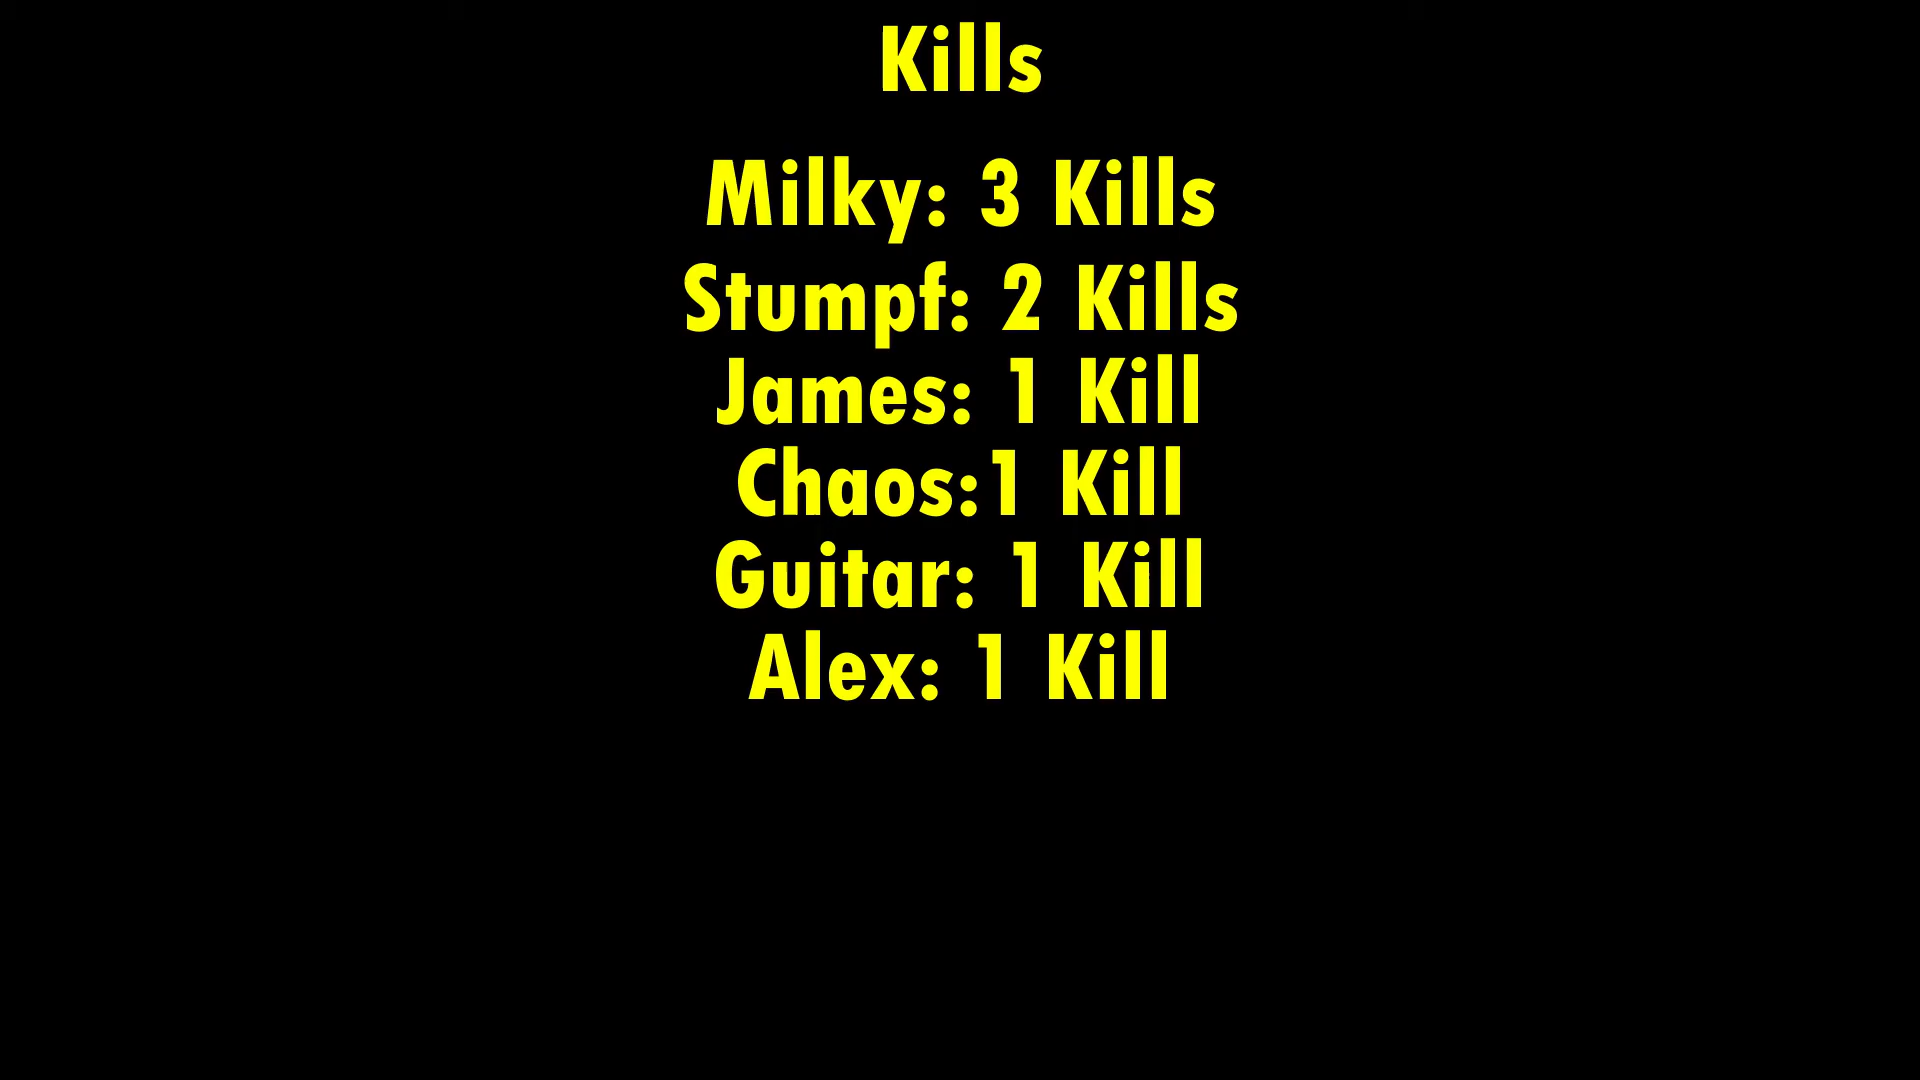 Kills
Milky: 3 Kills
Stumpf: 2 Kills
James: 1 Kill
Chaos:1 Kill
Guitar: 1 Kill
Alex: 1 Kill